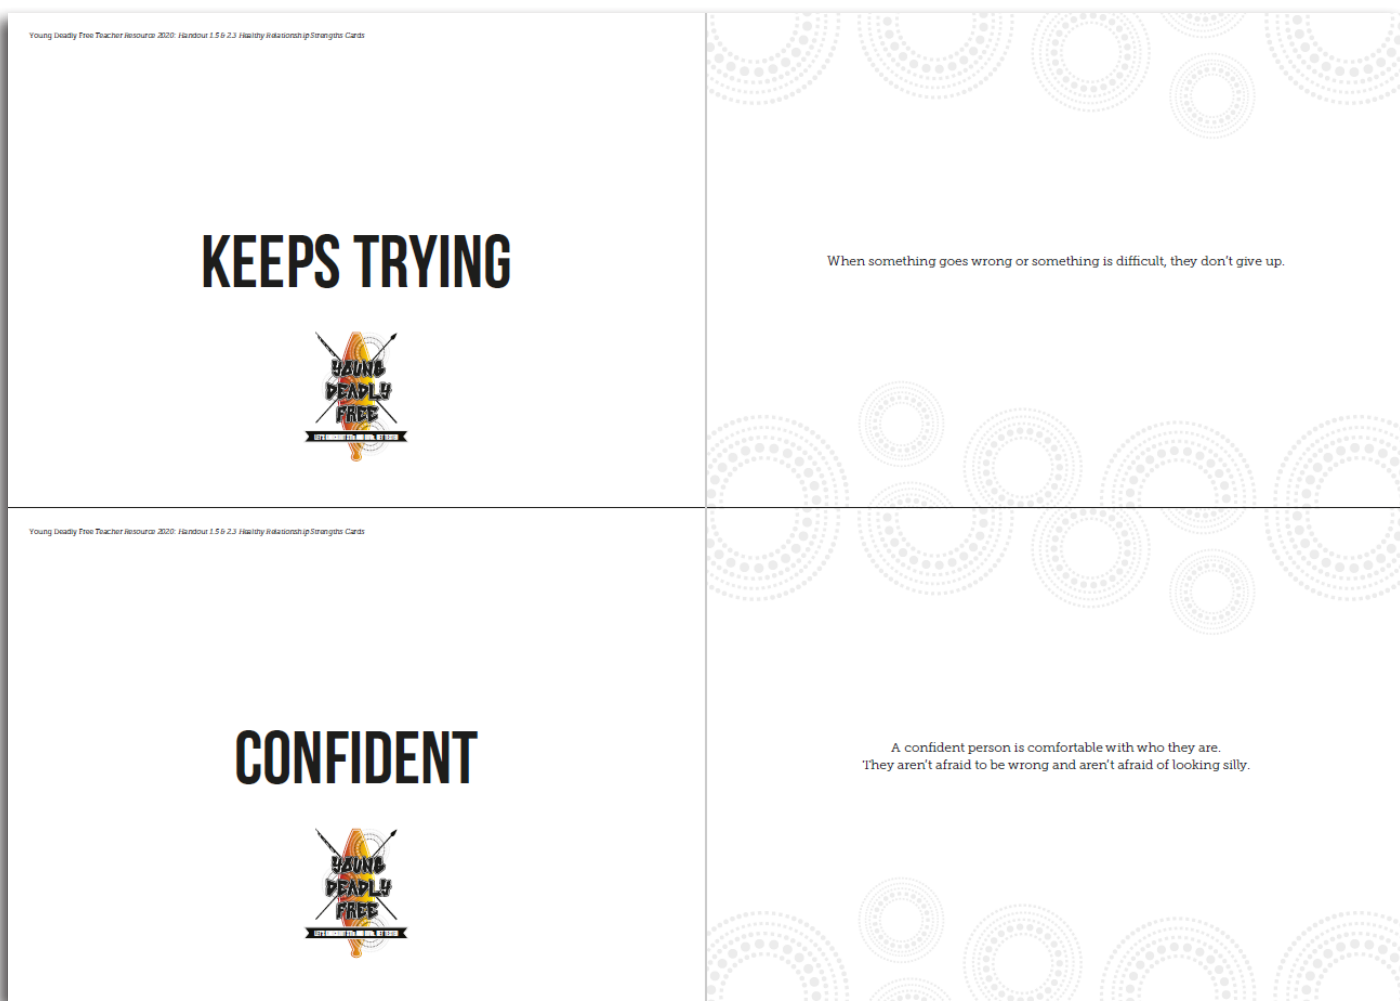 Young Deadly Free Teacher Resource 2020: Handout 1.5 & 2.3 Healthy Relationship Strengths Cards
KEEPS TRYING
YOUNG
DEADLY
FREE
When something goes wrong or something is difficult, they don't give up.
Young Deadly Free Teacher Resource 2020: Handout 1.5 & 2.3 Healthy Relationship Strengths Cards
CONFIDENT
YOUNG
DEADLY
FREE
A confident person is comfortable with who they are.
They aren't afraid to be wrong and aren't afraid of looking silly.